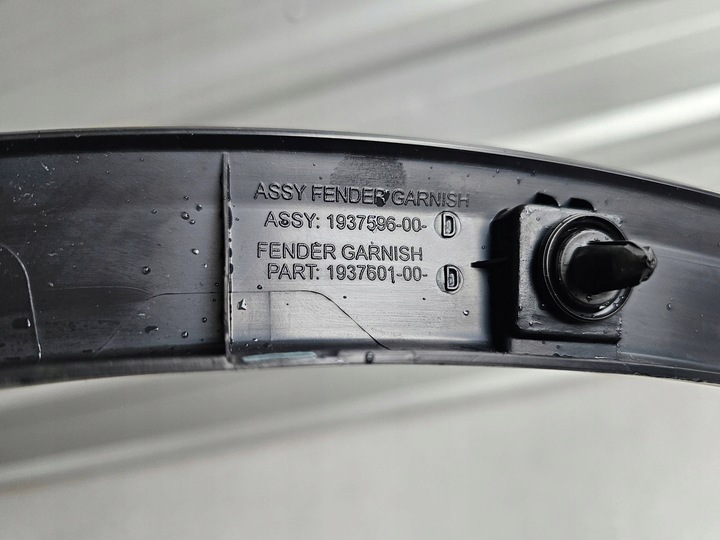 ASSY FENDER GARNISH
ASSY: 1937596-00- D
FENDER GARNISH
PART: 1937601-00- D